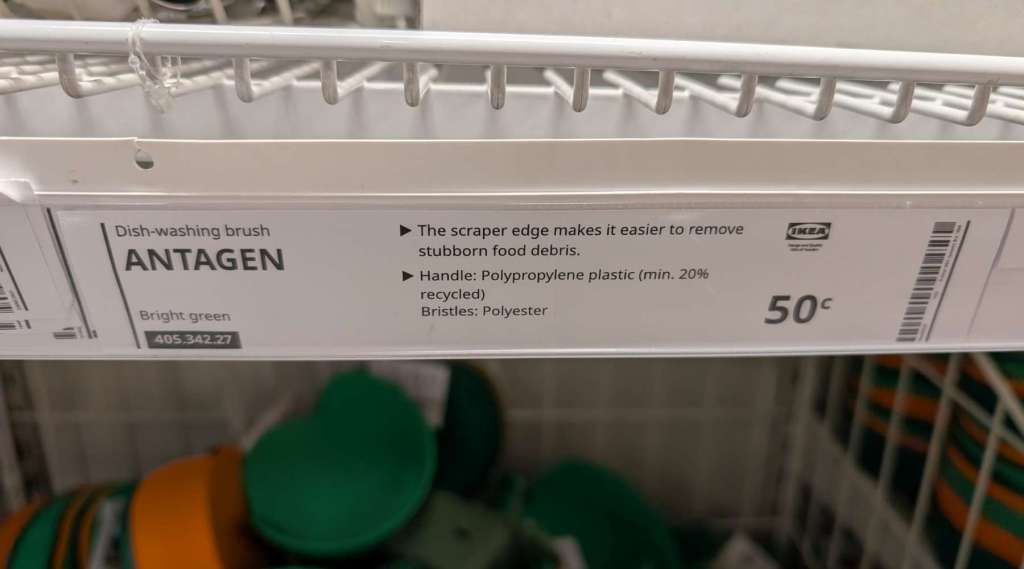 Dish-washing brush
ANTAGEN
Bright green
405.342.27
▶ The scraper edge makes it easier to remove
stubborn food debris.
▶ Handle: Polypropylene plastic (min. 20%
recycled)
Bristles: Polyester
IKEA
50c